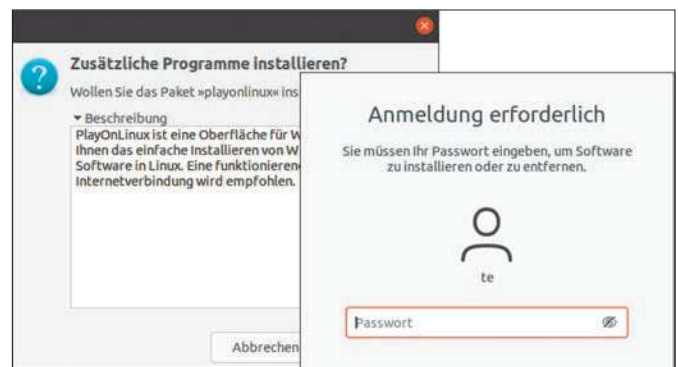 Zusätzliche Programme installieren?
Wollen Sie das Paket »playonlinux« ins
▾ Beschreibung
PlayOnLinux ist eine Oberfläche für W
Ihnen das einfache Installieren von W
Software in Linux. Eine funktionieren
Internetverbindung wird empfohlen.
Abbrechen
Anmeldung erforderlich
Sie müssen Ihr Passwort eingeben, um Software
zu installieren oder zu entfernen.
te
Passwort